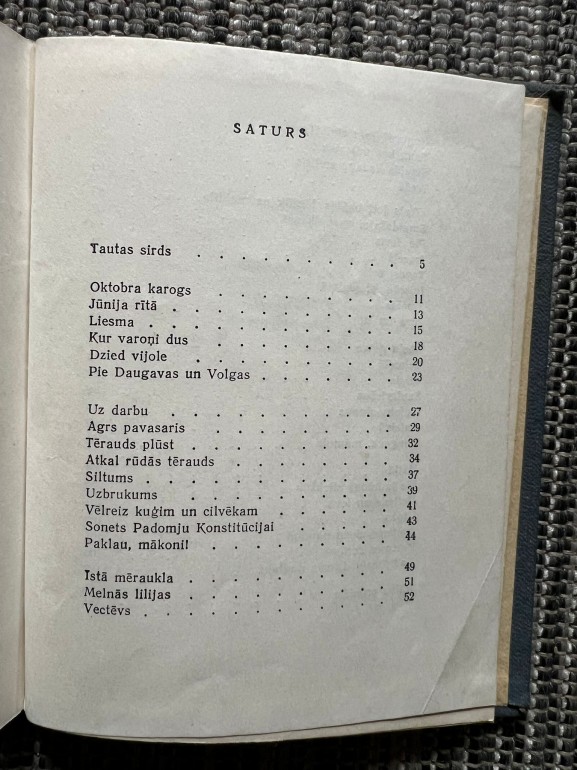 SATURS
Tautas sirds . . . . . . . . . . 5
Oktobra karogs . . . . . . . . . 11
Jūnija rītā . . . . . . . . . . 13
Liesma . . . . . . . . . . . . 15
Kur varoņi dus . . . . . . . . . 18
Dzied vijole . . . . . . . . . . 20
Pie Daugavas un Volgas . . . . . . . 23
Uz darbu . . . . . . . . . . . 27
Agrs pavasaris . . . . . . . . . 29
Tērauds plūst . . . . . . . . . . 32
Atkal rūdās tērauds . . . . . . . . 34
Siltums . . . . . . . . . . . . 37
Uzbrukums . . . . . . . . . . 39
Vēlreiz kuģim un cilvēkam . . . . . . 41
Sonets Padomju Konstitūcijai . . . . . 43
Paklau, mākoni! . . . . . . . . . 44
Īstā mēraukla . . . . . . . . . . 49
Melnās lilijas . . . . . . . . . . 51
Vectēvs . . . . . . . . . . . . 52